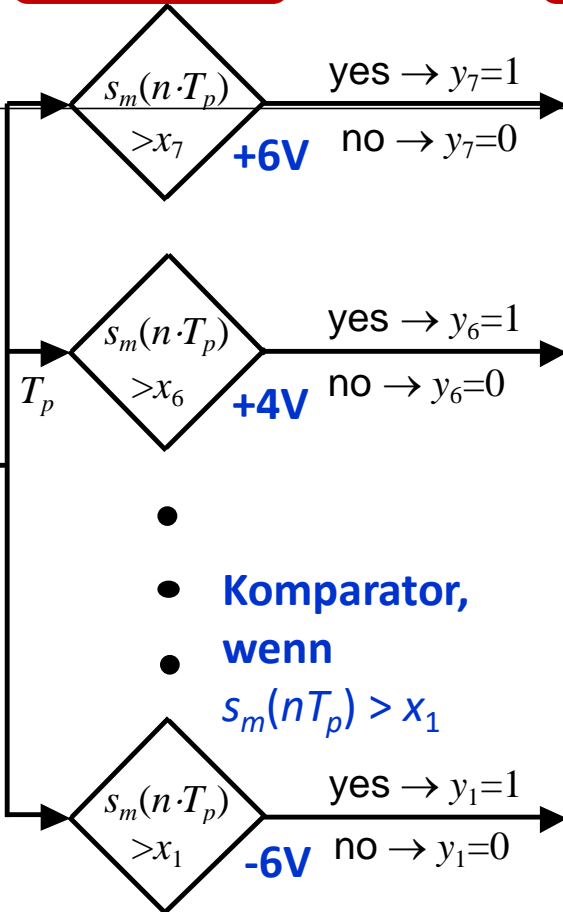 yes → y₇=1
sₘ(n·Tₚ)
>x₇
+6V
no → y₇=0
yes → y₆=1
sₘ(n·Tₚ)
>x₆
+4V
no → y₆=0
Tₚ
Komparator,
wenn
sₘ(nTₚ) > x₁
yes → y₁=1
sₘ(n·Tₚ)
>x₁
-6V
no → y₁=0